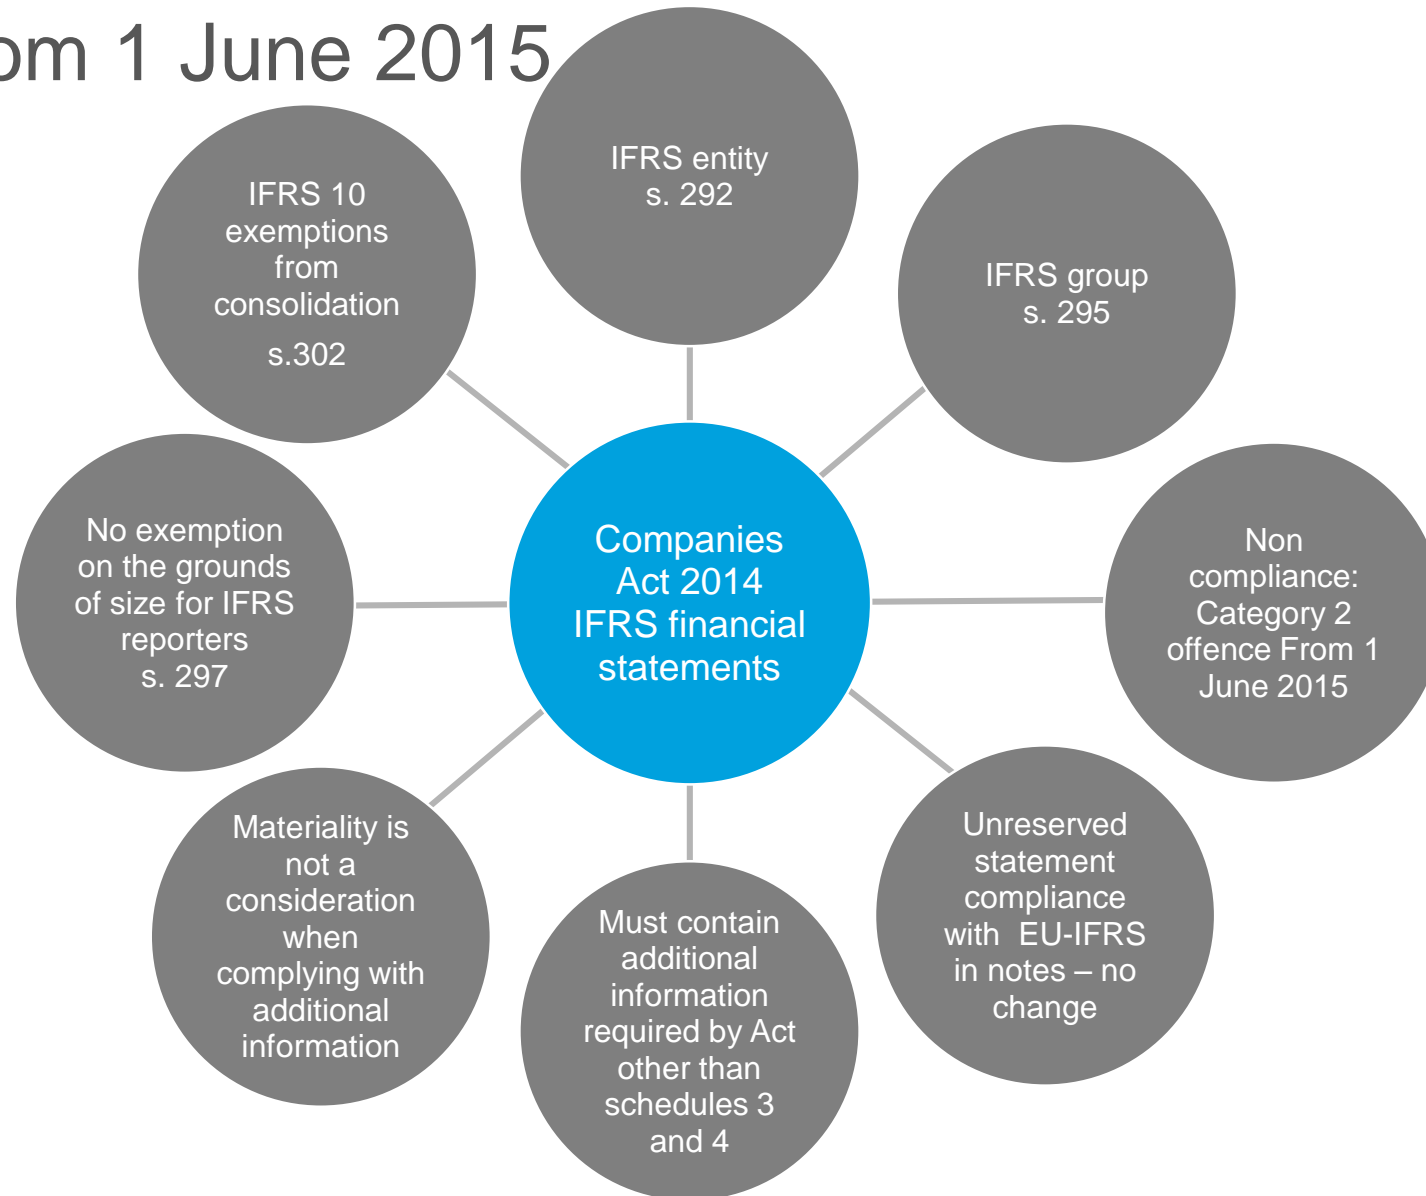 om 1 June 2015
IFRS entity
s. 292
IFRS group
s. 295
Non
compliance:
Category 2
offence From 1
June 2015
Unreserved
statement
compliance
with EU-IFRS
in notes – no
change
Must contain
additional
information
required by Act
other than
schedules 3
and 4
Materiality is
not a
consideration
when
complying with
additional
information
No exemption
on the grounds
of size for IFRS
reporters
s. 297
IFRS 10
exemptions
from
consolidation
s.302
Companies
Act 2014
IFRS financial
statements